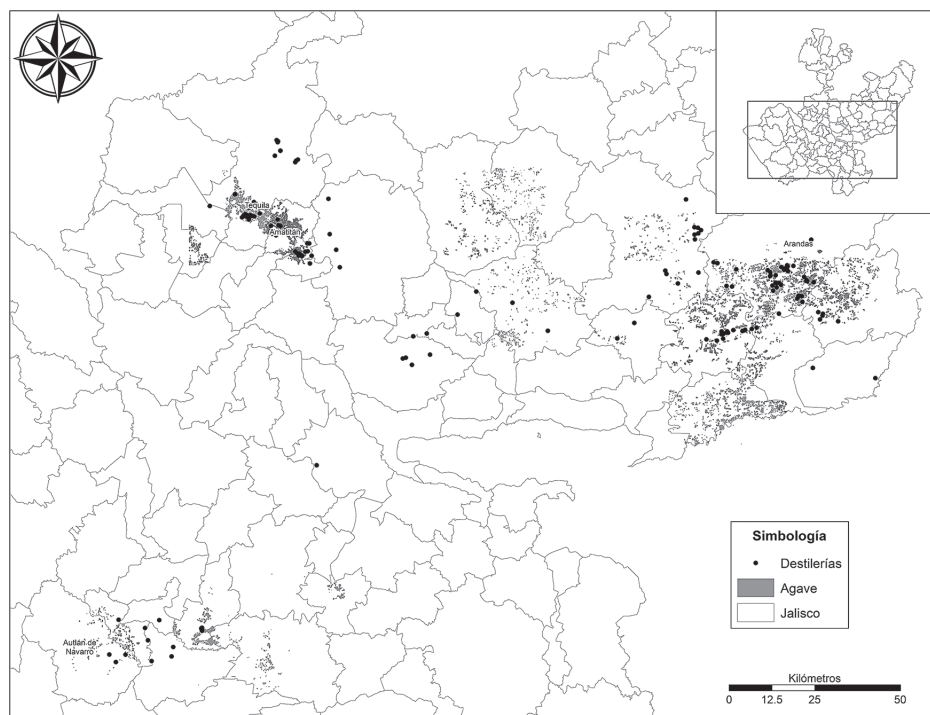 Tequila
Amatitán
Arandas
Autlán de
Navarro
Simbología
Destilerías
Agave
Jalisco
Kilómetros
0 12.5 25 50